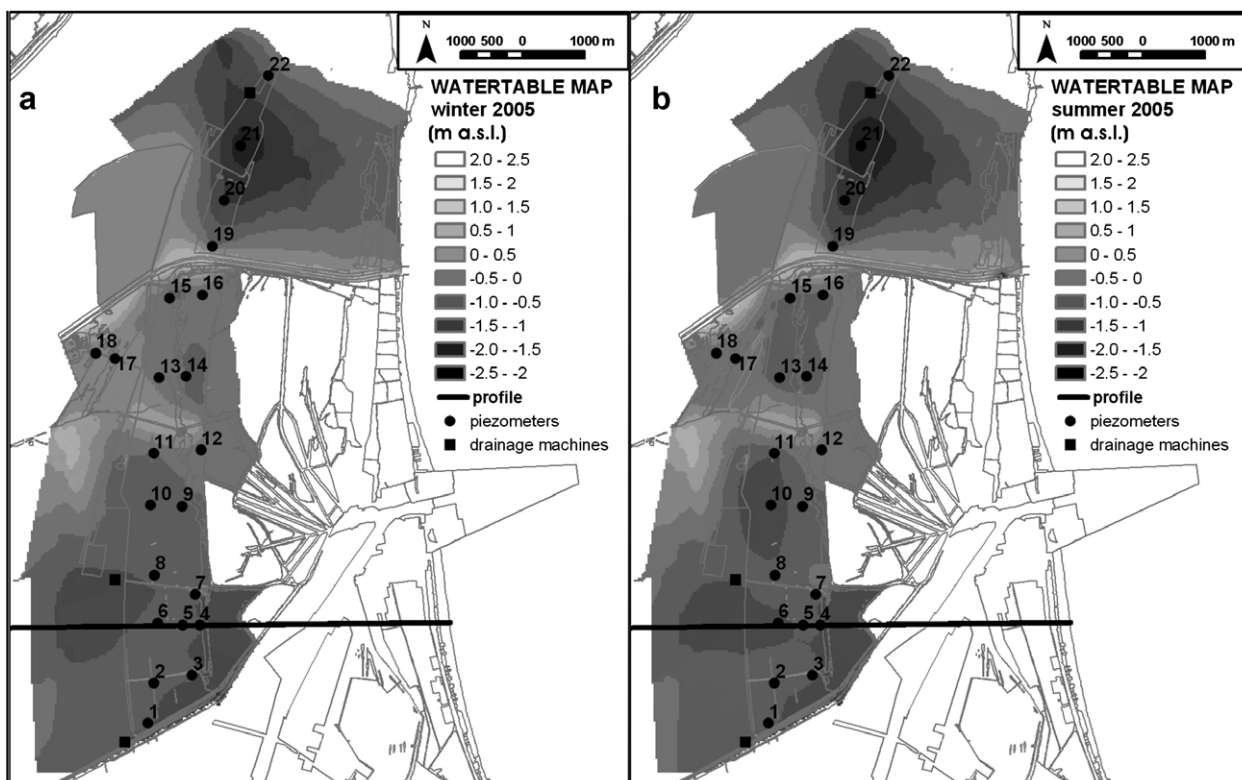 a
N
1000 500 0 1000 m
WATERTABLE MAP
winter 2005
(m a.s.l.)
2.0 - 2.5
1.5 - 2
1.0 - 1.5
0.5 - 1
0 - 0.5
-0.5 - 0
-1.0 - -0.5
-1.5 - -1
-2.0 - -1.5
-2.5 - -2
profile
piezometers
drainage machines
22
21
20
19
15 16
18
17
13 14
11 12
10 9
8
7
6 5 4
2 3
1
b
N
1000 500 0 1000 m
WATERTABLE MAP
summer 2005
(m a.s.l.)
2.0 - 2.5
1.5 - 2
1.0 - 1.5
0.5 - 1
0 - 0.5
-0.5 - 0
-1.0 - -0.5
-1.5 - -1
-2.0 - -1.5
-2.5 - -2
profile
piezometers
drainage machines
22
21
20
19
15 16
18
17
13 14
11 12
10 9
8
7
6 5 4
2 3
1